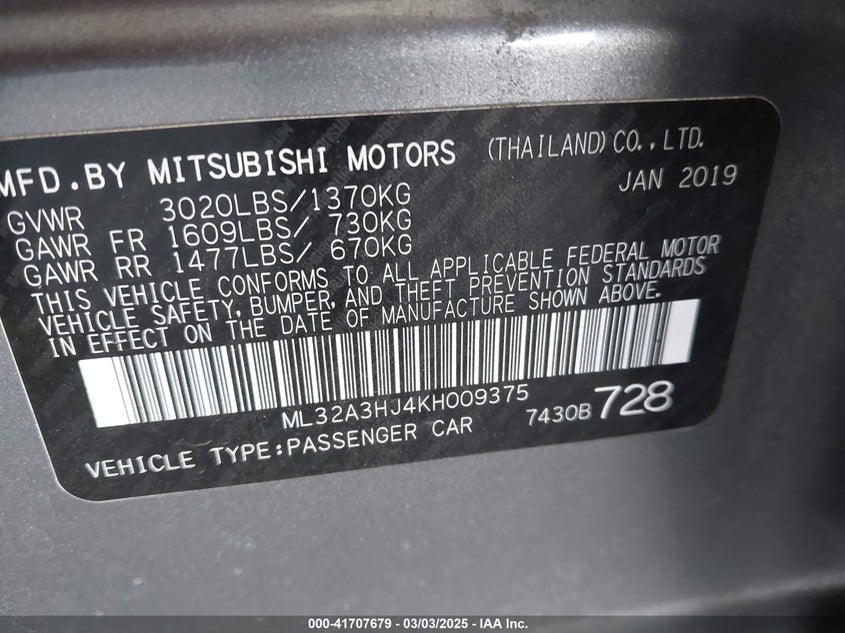 MFD.BY MITSUBISHI MOTORS (THAILAND) CO., LTD.
JAN 2019
GVWR 3020LBS/1370KG
GAWR FR 1609LBS/ 730KG
GAWR RR 1477LBS/ 670KG
THIS VEHICLE CONFORMS TO ALL APPLICABLE FEDERAL MOTOR
VEHICLE SAFETY, BUMPER, AND THEFT PREVENTION STANDARDS
IN EFFECT ON THE DATE OF MANUFACTURE SHOWN ABOVE.
ML32A3HJ4KH009375
7430B 728
VEHICLE TYPE:PASSENGER CAR
000-41707679 - 03/03/2025 - IAA Inc.